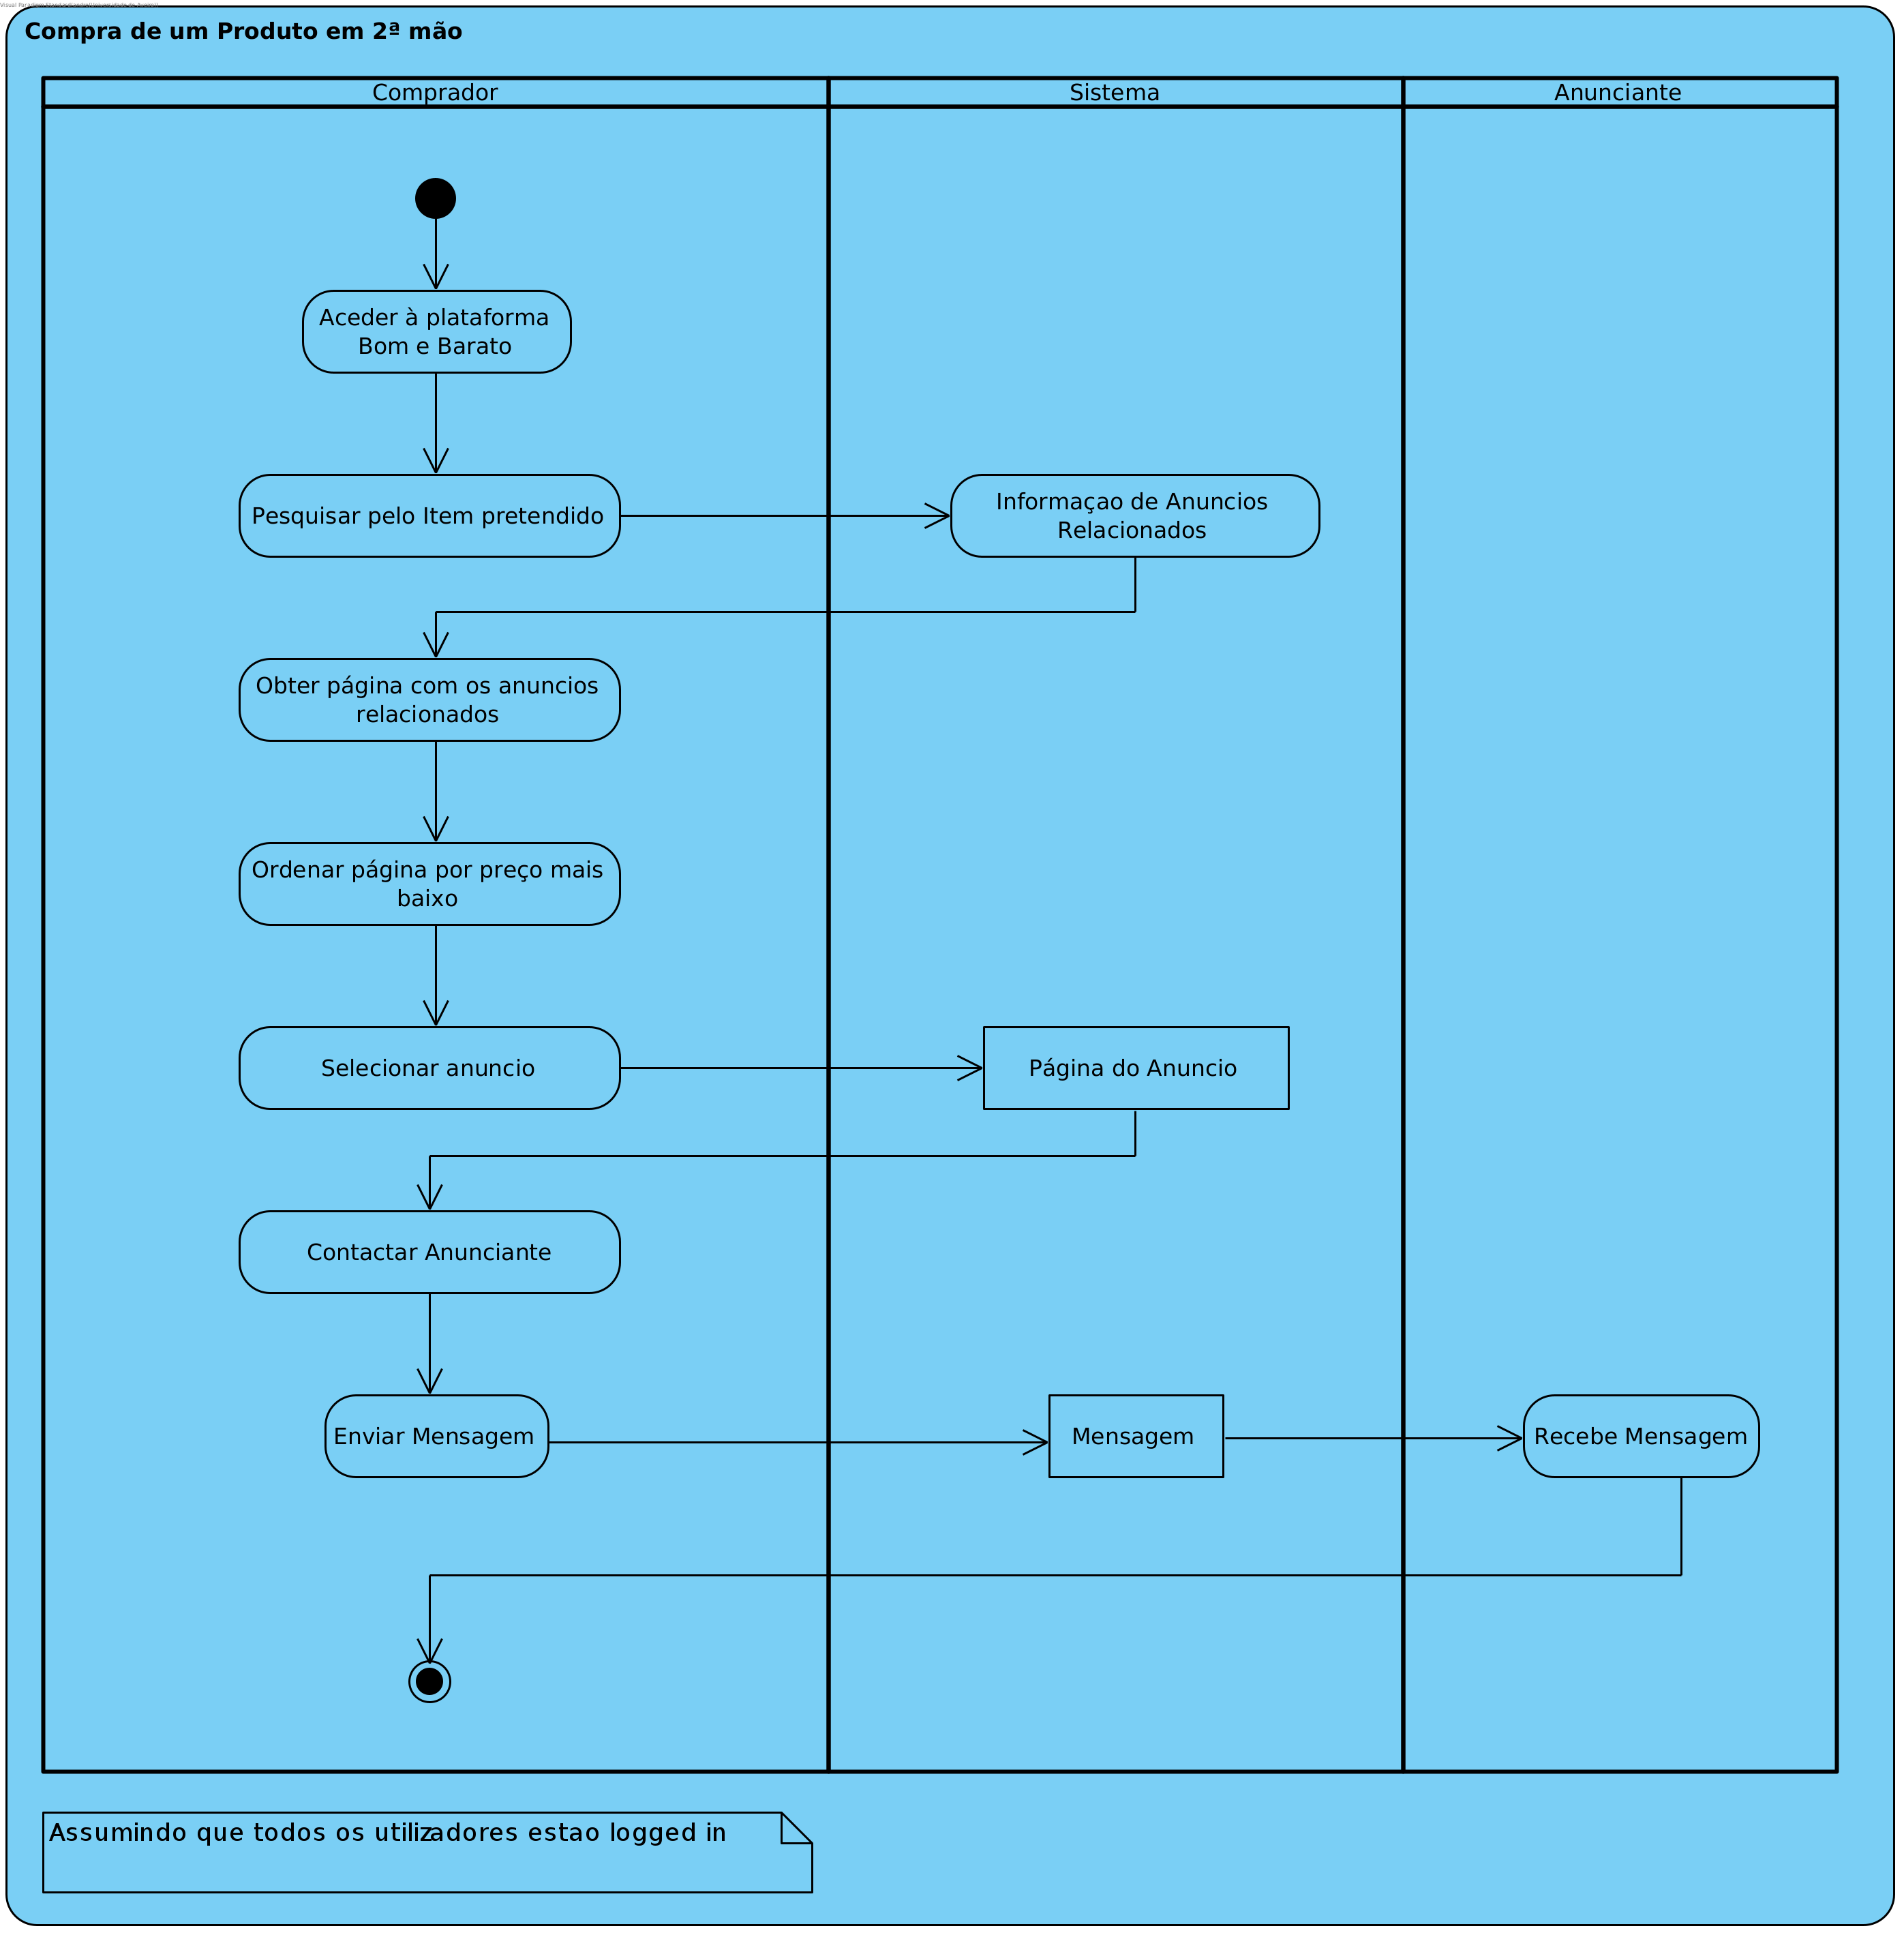 Compra de um Produto em 2ª mão
Comprador
Sistema
Anunciante
Aceder à plataforma
Bom e Barato
Pesquisar pelo Item pretendido
Informaçao de Anuncios
Relacionados
Obter página com os anuncios
relacionados
Ordenar página por preço mais
baixo
Selecionar anuncio
Página do Anuncio
Contactar Anunciante
Enviar Mensagem
Mensagem
Recebe Mensagem
Assumindo que todos os utilizadores estao logged in